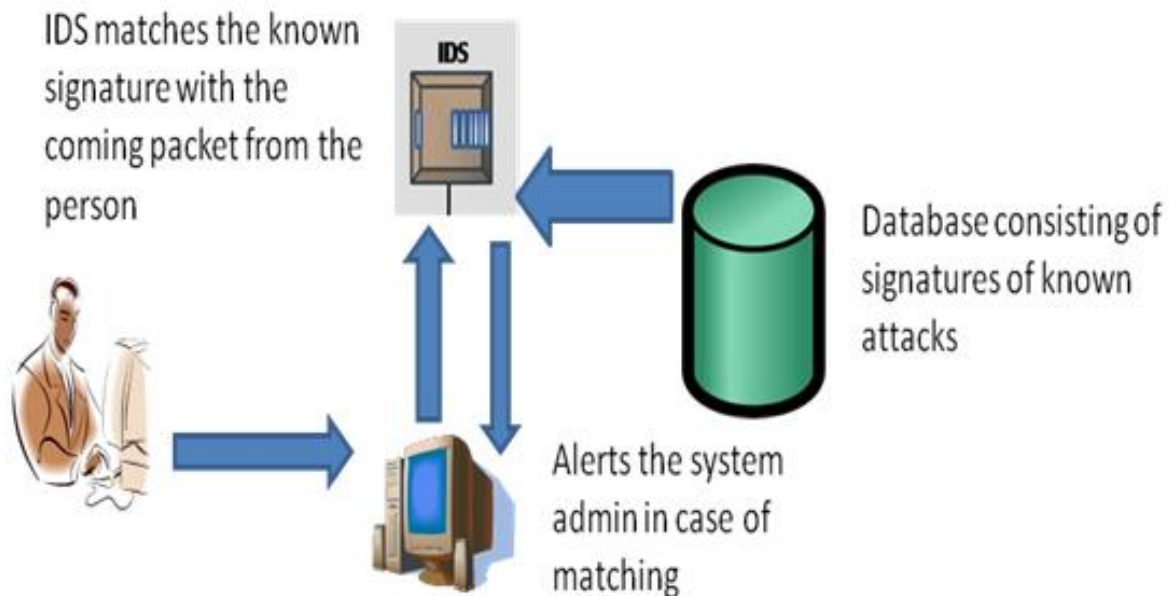 IDS matches the known
signature with the
coming packet from the
person
IDS
Database consisting of
signatures of known
attacks
Alerts the system
admin in case of
matching